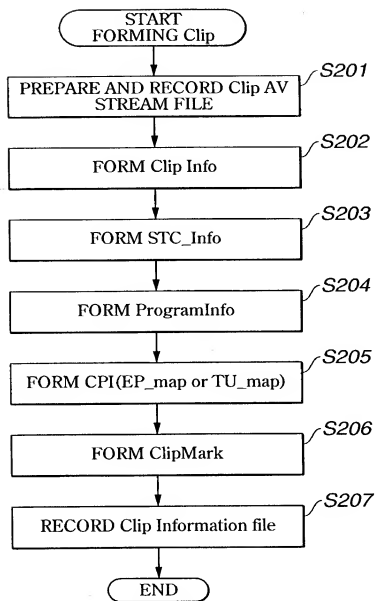 START
FORMING Clip
S201
PREPARE AND RECORD Clip AV
STREAM FILE
S202
FORM Clip Info
S203
FORM STC_Info
S204
FORM ProgramInfo
S205
FORM CPI(EP_map or TU_map)
S206
FORM ClipMark
S207
RECORD Clip Information file
END